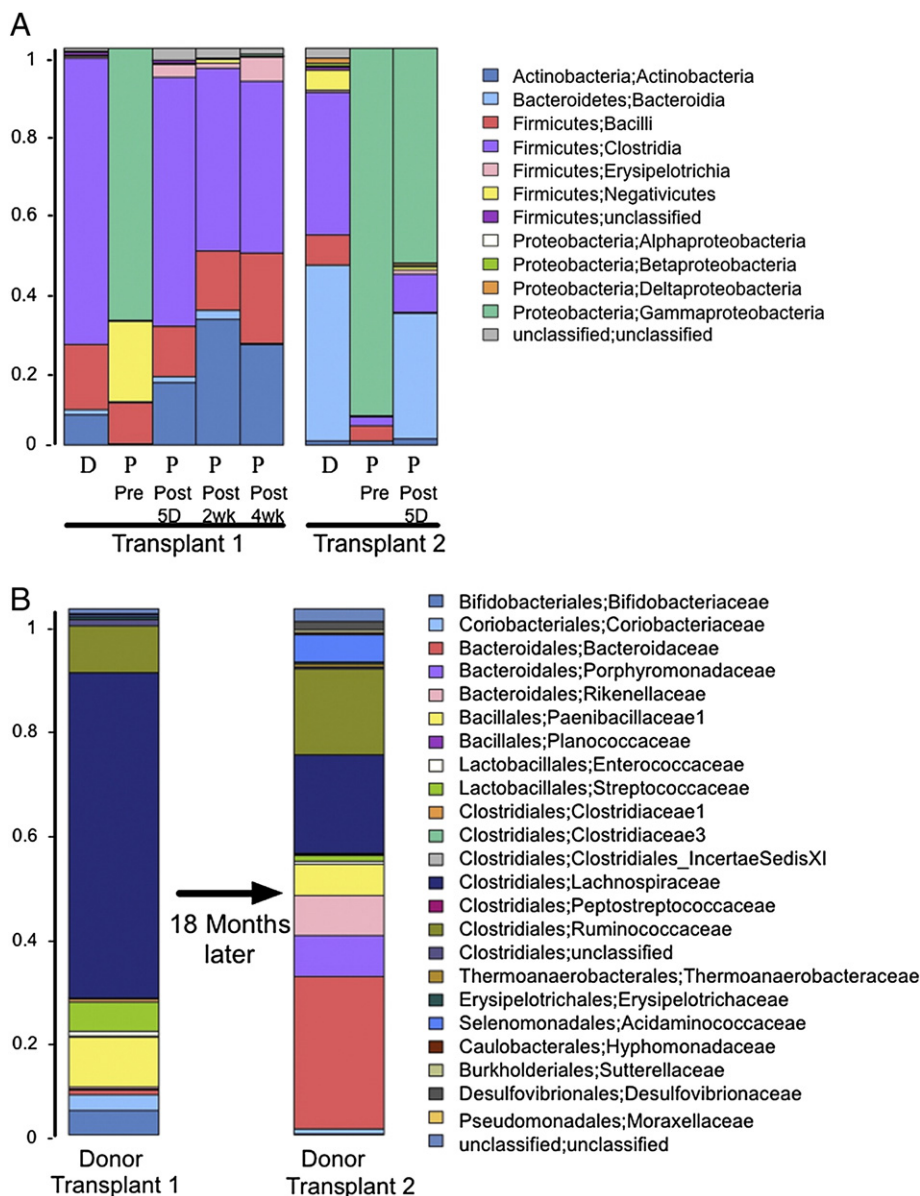 A
1
0.8
0.6
0.4
0.2
0
D P P P P
Pre Post Post Post
5D 2wk 4wk
Transplant 1
D P P
Pre Post
5D
Transplant 2
Actinobacteria;Actinobacteria
Bacteroidetes;Bacteroidia
Firmicutes;Bacilli
Firmicutes;Clostridia
Firmicutes;Erysipelotrichia
Firmicutes;Negativicutes
Firmicutes;unclassified
Proteobacteria;Alphaproteobacteria
Proteobacteria;Betaproteobacteria
Proteobacteria;Deltaproteobacteria
Proteobacteria;Gammaproteobacteria
unclassified;unclassified
B
1
0.8
0.6
0.4
0.2
0
18 Months
later
Donor
Transplant 1
Donor
Transplant 2
Bifidobacteriales;Bifidobacteriaceae
Coriobacteriales;Coriobacteriaceae
Bacteroidales;Bacteroidaceae
Bacteroidales;Porphyromonadaceae
Bacteroidales;Rikenellaceae
Bacillales;Paenibacillaceae1
Bacillales;Planococcaceae
Lactobacillales;Enterococcaceae
Lactobacillales;Streptococcaceae
Clostridiales;Clostridiaceae1
Clostridiales;Clostridiaceae3
Clostridiales;Clostridiales_IncertaeSedisXI
Clostridiales;Lachnospiraceae
Clostridiales;Peptostreptococcaceae
Clostridiales;Ruminococcaceae
Clostridiales;unclassified
Thermoanaerobacterales;Thermoanaerobacteraceae
Erysipelotrichales;Erysipelotrichaceae
Selenomonadales;Acidaminococcaceae
Caulobacterales;Hyphomonadaceae
Burkholderiales;Sutterellaceae
Desulfovibrionales;Desulfovibrionaceae
Pseudomonadales;Moraxellaceae
unclassified;unclassified